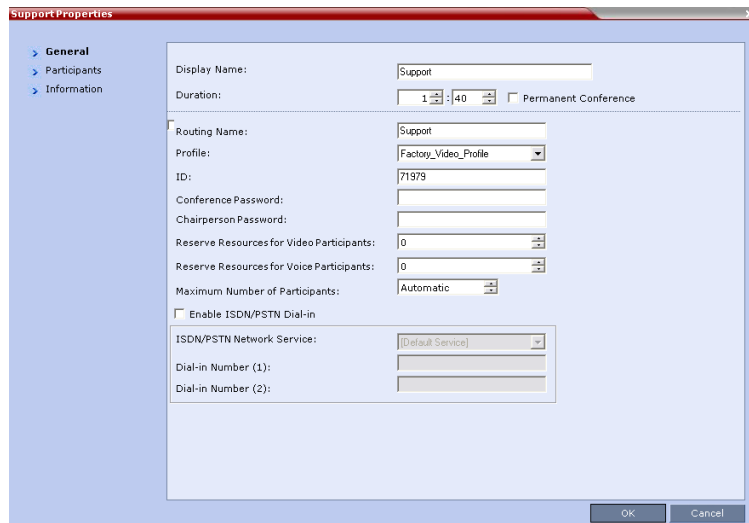 Support Properties
General
Participants
Information
Display Name: Support
Duration: 1 : 40 Permanent Conference
Routing Name: Support
Profile: Factory_Video_Profile
ID: 71979
Conference Password:
Chairperson Password:
Reserve Resources for Video Participants: 0
Reserve Resources for Voice Participants: 0
Maximum Number of Participants: Automatic
Enable ISDN/PSTN Dial-in
ISDN/PSTN Network Service: [Default Service]
Dial-in Number (1):
Dial-in Number (2):
OK Cancel